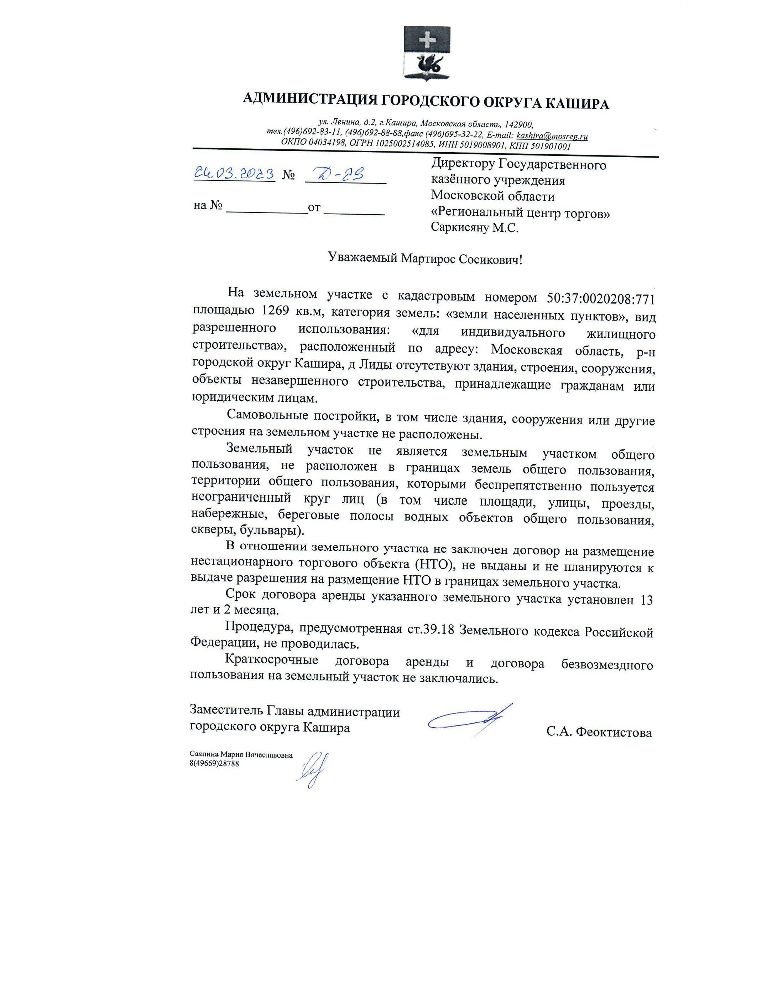 АДМИНИСТРАЦИЯ ГОРОДСКОГО ОКРУГА КАШИРА
ул. Ленина, д.2, г.Кашира, Московская область, 142900,
тел.(496)692-83-11, (496)692-88-88,факс (496)695-32-22, E-mail: kashira@mosreg.ru
ОКПО 04034198, ОГРН 1025002514085, ИНН 5019008901, КПП 501901001
24.03.2023 № Д-29
на № ____________от _________
Директору Государственного
казённого учреждения
Московской области
«Региональный центр торгов»
Саркисяну М.С.
Уважаемый Мартирос Сосикович!
На земельном участке с кадастровым номером 50:37:0020208:771
площадью 1269 кв.м, категория земель: «земли населенных пунктов», вид
разрешенного использования: «для индивидуального жилищного
строительства», расположенный по адресу: Московская область, р-н
городской округ Кашира, д Лиды отсутствуют здания, строения, сооружения,
объекты незавершенного строительства, принадлежащие гражданам или
юридическим лицам.
Самовольные постройки, в том числе здания, сооружения или другие
строения на земельном участке не расположены.
Земельный участок не является земельным участком общего
пользования, не расположен в границах земель общего пользования,
территории общего пользования, которыми беспрепятственно пользуется
неограниченный круг лиц (в том числе площади, улицы, проезды,
набережные, береговые полосы водных объектов общего пользования,
скверы, бульвары).
В отношении земельного участка не заключен договор на размещение
нестационарного торгового объекта (НТО), не выданы и не планируются к
выдаче разрешения на размещение НТО в границах земельного участка.
Срок договора аренды указанного земельного участка установлен 13
лет и 2 месяца.
Процедура, предусмотренная ст.39.18 Земельного кодекса Российской
Федерации, не проводилась.
Краткосрочные договора аренды и договора безвозмездного
пользования на земельный участок не заключались.
Заместитель Главы администрации
городского округа Кашира
С.А. Феоктистова
Саяпина Мария Вячеславовна
8(49669)28788